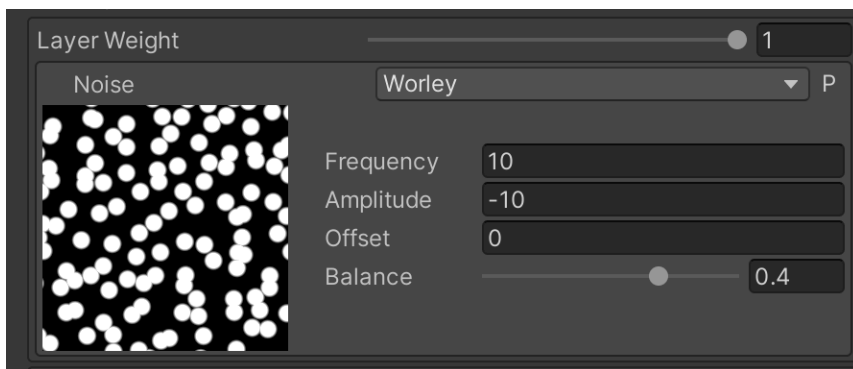 Layer Weight 1
Noise Worley P
Frequency 10
Amplitude -10
Offset 0
Balance 0.4